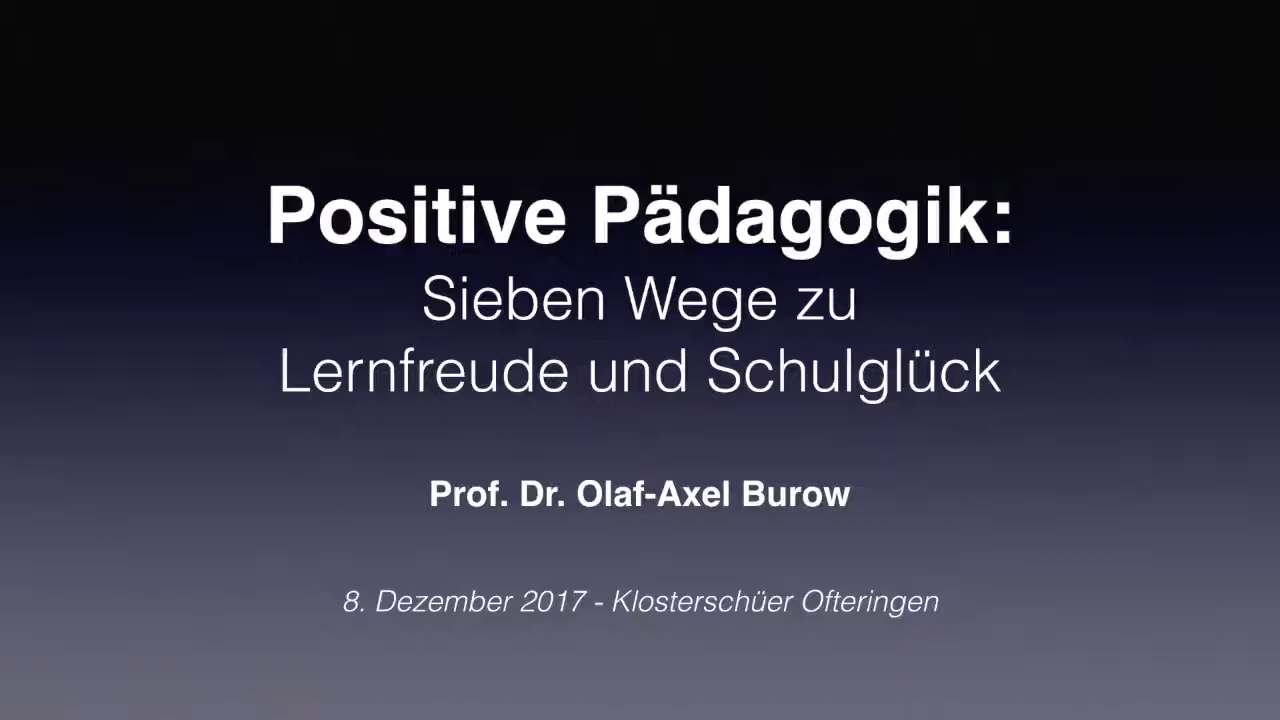 Positive Pädagogik:
Sieben Wege zu
Lernfreude und Schulglück
Prof. Dr. Olaf-Axel Burow
8. Dezember 2017 - Klosterschüer Ofteringen